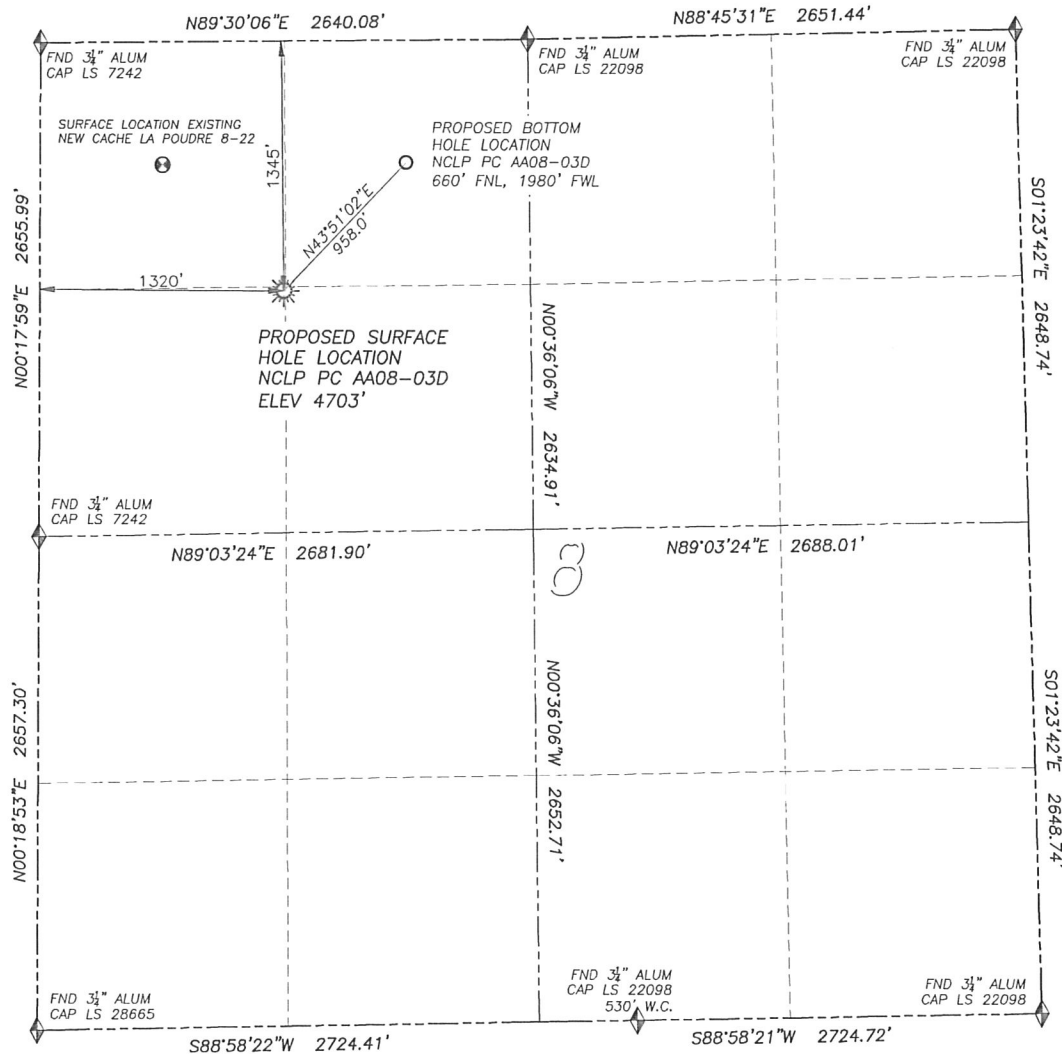 N89°30'06"E 2640.08'
N88°45'31"E 2651.44'
FND 3¼" ALUM
CAP LS 7242
FND 3¼" ALUM
CAP LS 22098
FND 3¼" ALUM
CAP LS 22098
SURFACE LOCATION EXISTING
NEW CACHE LA POUDRE 8-22
1345'
PROPOSED BOTTOM
HOLE LOCATION
NCLP PC AA08-03D
660' FNL, 1980' FWL
N43°51'02"E
958.0'
N00°17'59"E 2655.99'
1320'
S01°23'42"E 2648.74'
PROPOSED SURFACE
HOLE LOCATION
NCLP PC AA08-03D
ELEV 4703'
N00°36'06"W 2634.91'
FND 3¼" ALUM
CAP LS 7242
N89°03'24"E 2681.90'
8
N89°03'24"E 2688.01'
N00°18'53"E 2657.30'
N00°36'06"W 2652.71'
S01°23'42"E 2648.74'
FND 3¼" ALUM
CAP LS 28665
FND 3¼" ALUM
CAP LS 22098
530' W.C.
FND 3¼" ALUM
CAP LS 22098
S88°58'22"W 2724.41'
S88°58'21"W 2724.72'